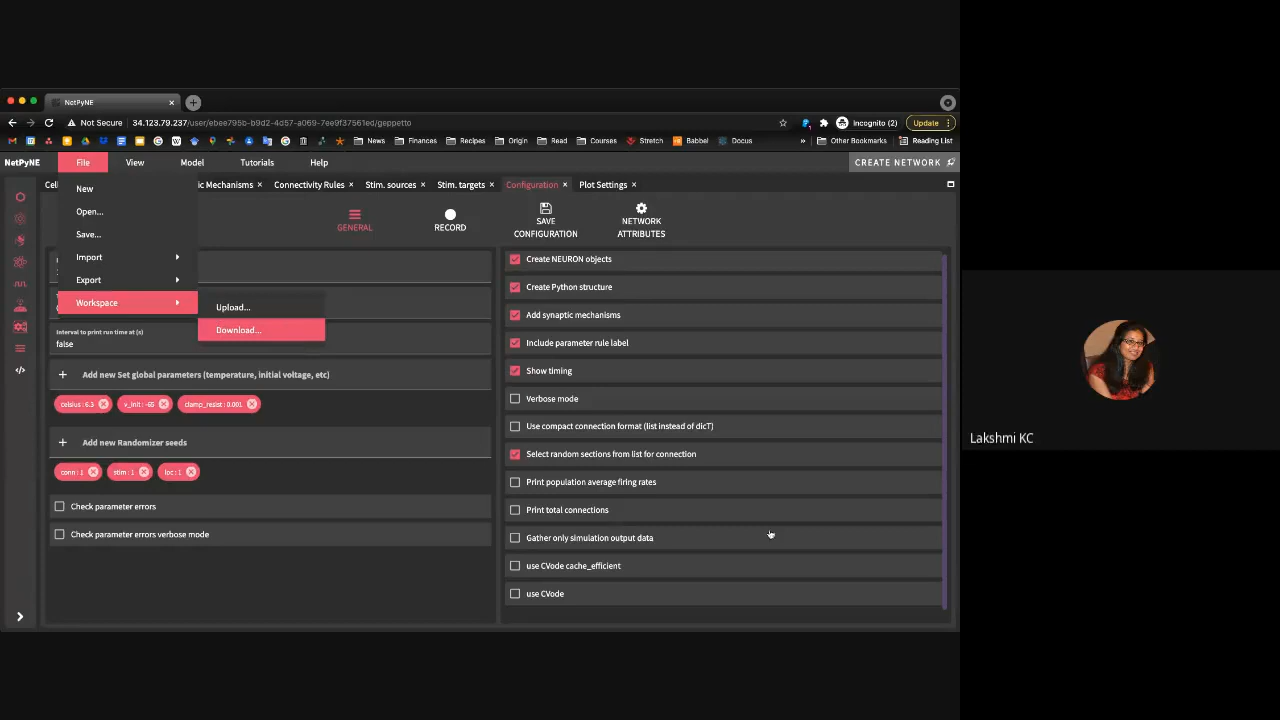 NetPyNE
Not Secure 34.123.79.237/user/ebee795b-b9d2-4d57-a069-7ee9f37561ed/geppetto
Incognito (2)
Update
News Finances Recipes Origin Read Courses Stretch Babbel Docus » Other Bookmarks Reading List
NetPyNE File View Model Tutorials Help CREATE NETWORK
Cel ic Mechanisms Connectivity Rules Stim. sources Stim. targets Configuration Plot Settings
New
Open...
Save...
Import
Export
Workspace
Upload...
Download...
GENERAL
RECORD
SAVE CONFIGURATION
NETWORK ATTRIBUTES
Interval to print run time at (s)
false
Add new Set global parameters (temperature, initial voltage, etc)
celsius : 6.3 v_init : -65 clamp_resist : 0.001
Add new Randomizer seeds
conn : 1 stim : 1 loc : 1
Check parameter errors
Check parameter errors verbose mode
Create NEURON objects
Create Python structure
Add synaptic mechanisms
Include parameter rule label
Show timing
Verbose mode
Use compact connection format (list instead of dicT)
Select random sections from list for connection
Print population average firing rates
Print total connections
Gather only simulation output data
use CVode cache_efficient
use CVode
Lakshmi KC